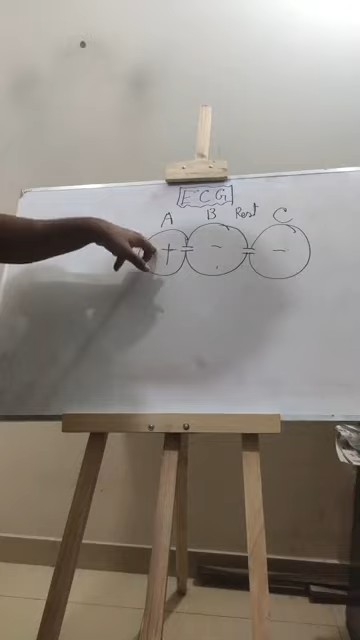 ECG
A B Rest C
+ - -